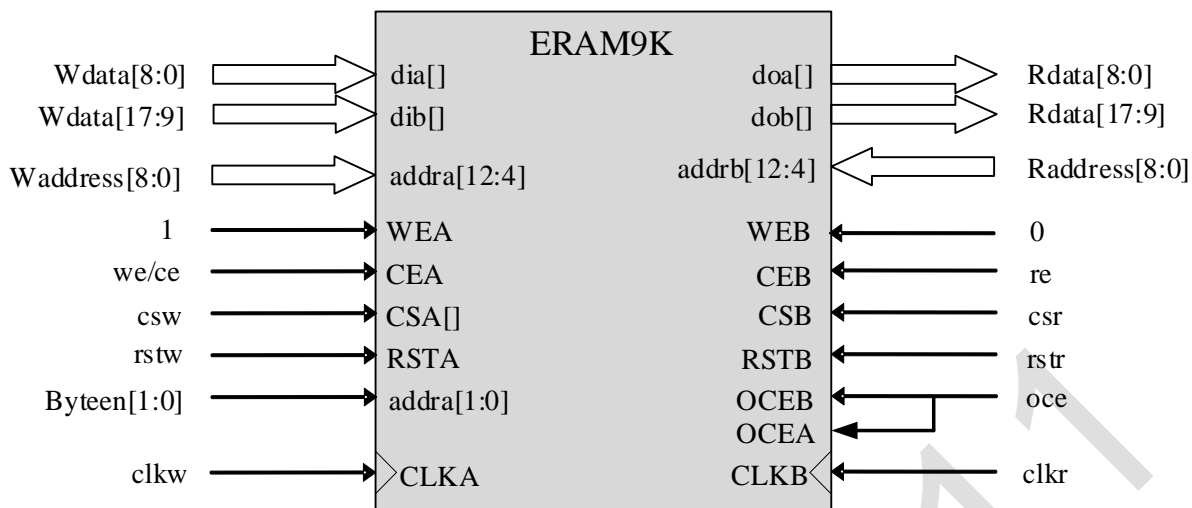 ERAM9K
Wdata[8:0] dia[] doa[] Rdata[8:0]
Wdata[17:9] dib[] dob[] Rdata[17:9]
Waddress[8:0] addra[12:4] addrb[12:4] Raddress[8:0]
1 WEA WEB 0
we/ce CEA CEB re
csw CSA[] CSB csr
rstw RSTA RSTB rstr
Byteen[1:0] addra[1:0] OCEB oce
OCEA
clkw CLKA CLKB clkr
11